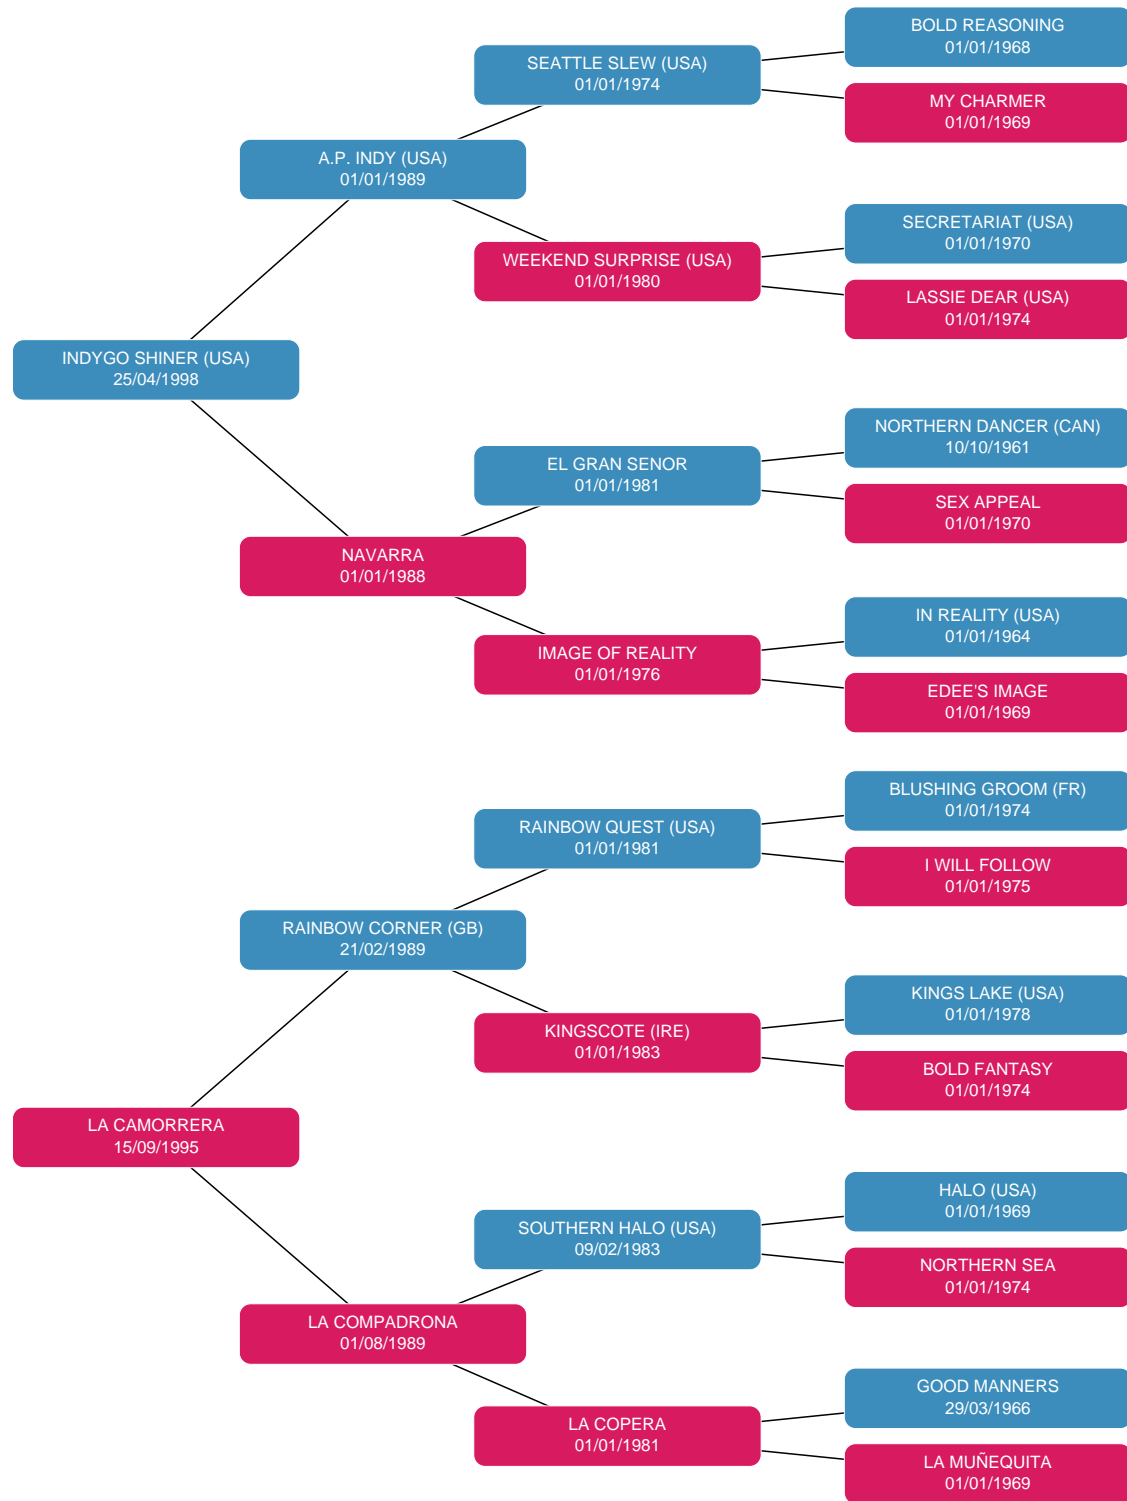 BOLD REASONING
01/01/1968
SEATTLE SLEW (USA)
01/01/1974
MY CHARMER
01/01/1969
A.P. INDY (USA)
01/01/1989
SECRETARIAT (USA)
01/01/1970
WEEKEND SURPRISE (USA)
01/01/1980
LASSIE DEAR (USA)
01/01/1974
INDYGO SHINER (USA)
25/04/1998
NORTHERN DANCER (CAN)
10/10/1961
EL GRAN SENOR
01/01/1981
SEX APPEAL
01/01/1970
NAVARRA
01/01/1988
IN REALITY (USA)
01/01/1964
IMAGE OF REALITY
01/01/1976
EDEE'S IMAGE
01/01/1969
BLUSHING GROOM (FR)
01/01/1974
RAINBOW QUEST (USA)
01/01/1981
I WILL FOLLOW
01/01/1975
RAINBOW CORNER (GB)
21/02/1989
KINGS LAKE (USA)
01/01/1978
KINGSCOTE (IRE)
01/01/1983
BOLD FANTASY
01/01/1974
LA CAMORRERA
15/09/1995
HALO (USA)
01/01/1969
SOUTHERN HALO (USA)
09/02/1983
NORTHERN SEA
01/01/1974
LA COMPADRONA
01/08/1989
GOOD MANNERS
29/03/1966
LA COPERA
01/01/1981
LA MUÑEQUITA
01/01/1969